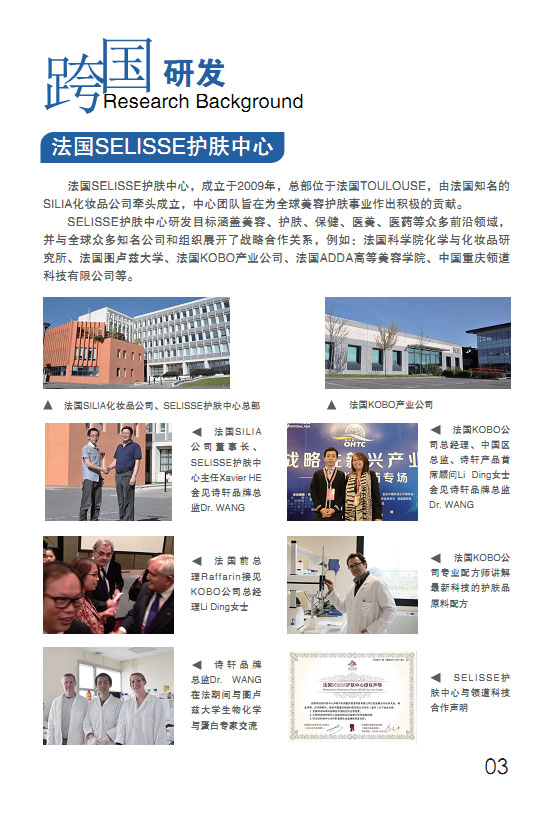 跨国 研发
Research Background
法国SELISSE护肤中心
法国SELISSE护肤中心，成立于2009年，总部位于法国TOULOUSE，由法国知名的
SILIA化妆品公司牵头成立，中心团队旨在为全球美容护肤事业作出积极的贡献。
SELISSE护肤中心研发目标涵盖美容、护肤、保健、医美、医药等众多前沿领域，
并与全球众多知名公司和组织展开了战略合作关系，例如：法国科学院化学与化妆品研
究所、法国图卢兹大学、法国KOBO产业公司、法国ADDA高等美容学院、中国重庆领道
科技有限公司等。
▲ 法国SILIA化妆品公司、SELISSE护肤中心总部
▲ 法国KOBO产业公司
◀ 法国SILIA
公司董事长、
SELISSE护肤中
心主任Xavier HE
会见诗轩品牌总
监Dr. WANG
OHTC
战略性新兴产业
专场
◀ 法国KOBO公
司总经理、中国区
总监、诗轩产品首
席顾问Li Ding女士
会见诗轩品牌总监
Dr. WANG
◀ 法国前总
理Raffarin接见
KOBO公司总经
理Li Ding女士
◀ 法国KOBO公
司专业配方师讲解
最新科技的护肤品
原料配方
◀ 诗轩品牌
总监Dr. WANG
在法期间与图卢
兹大学生物化学
与蛋白专家交流
法国SELISSE护肤中心授权声明
◀ SELISSE护
肤中心与领道科技
合作声明
03